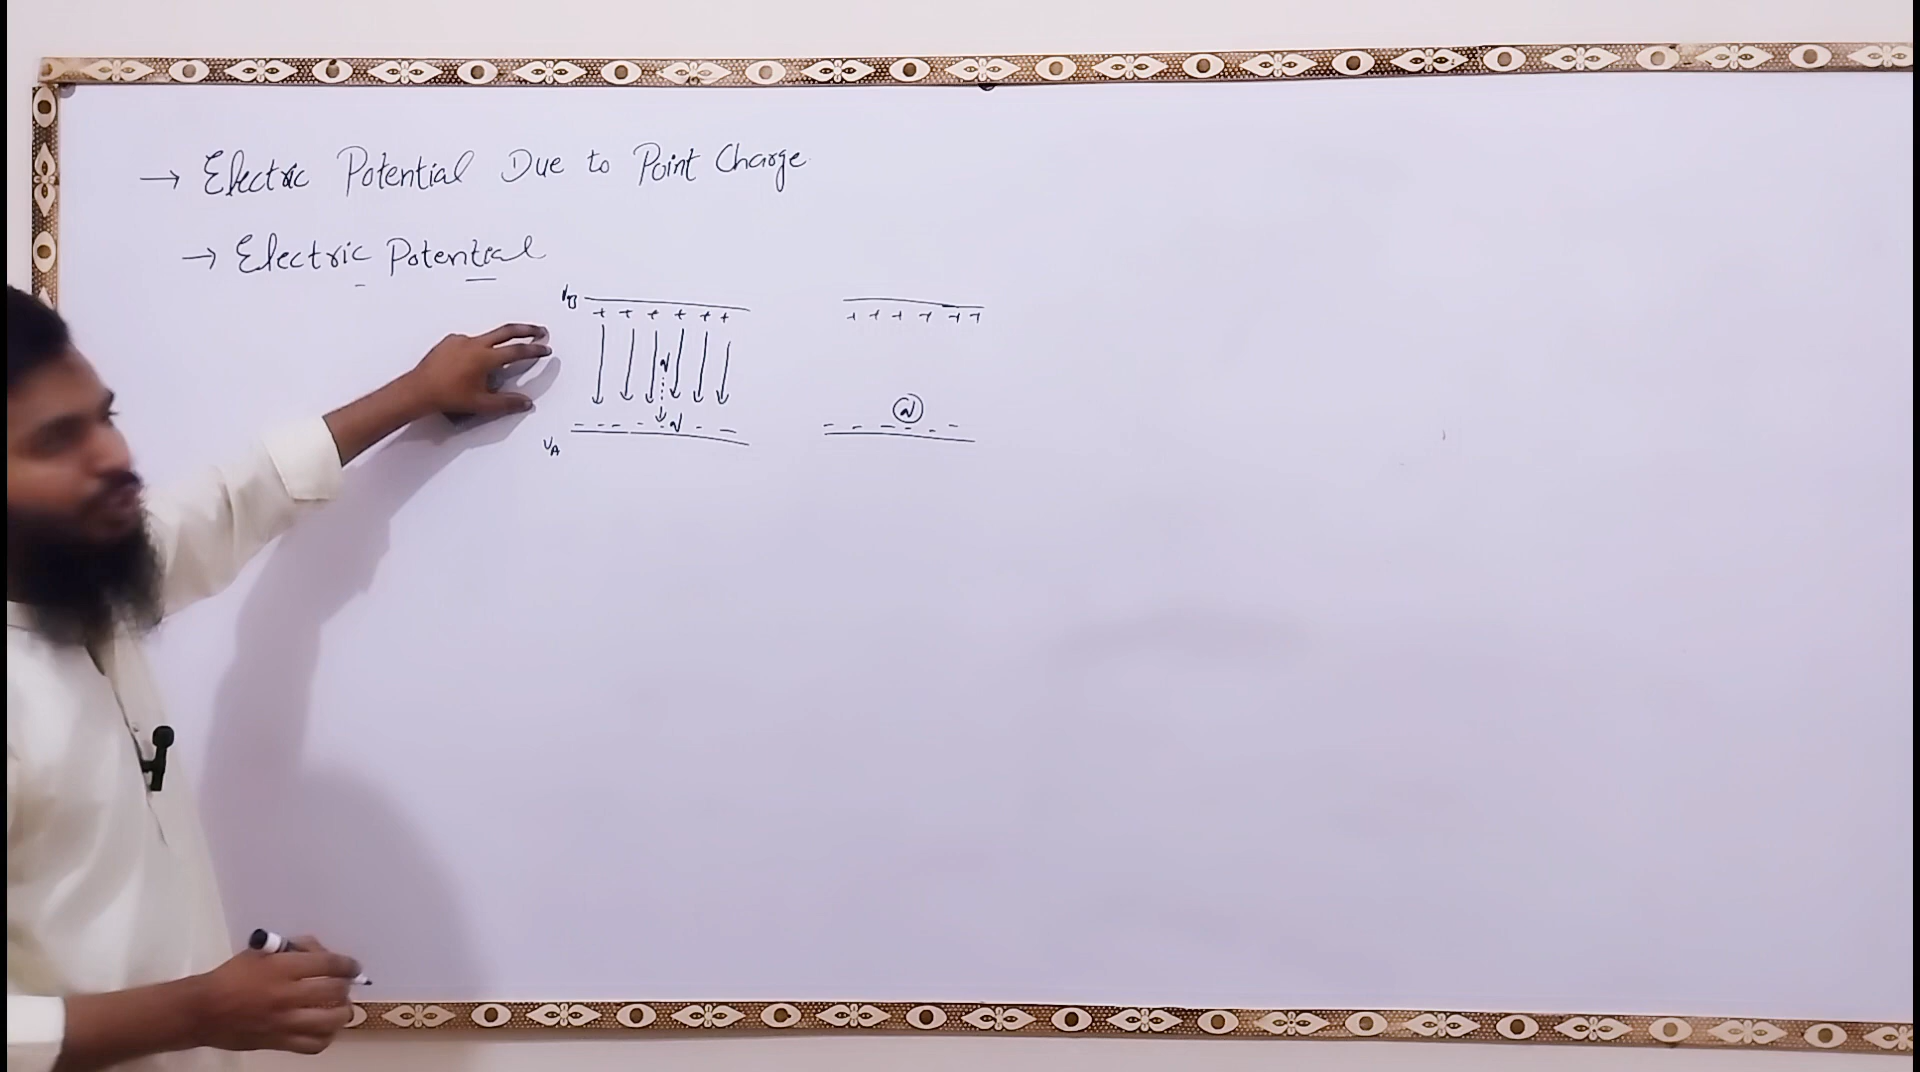 → Electric Potential Due to Point Charge
→ Electric Potential
V_B
+ + + + + +
+ + + + + +
q
q
- - - - - q - -
- - - - - -
V_A